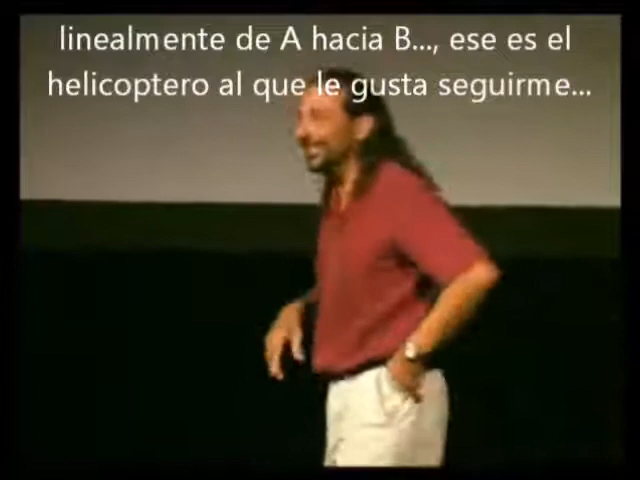 linealmente de A hacia B..., ese es el
helicoptero al que le gusta seguirme...